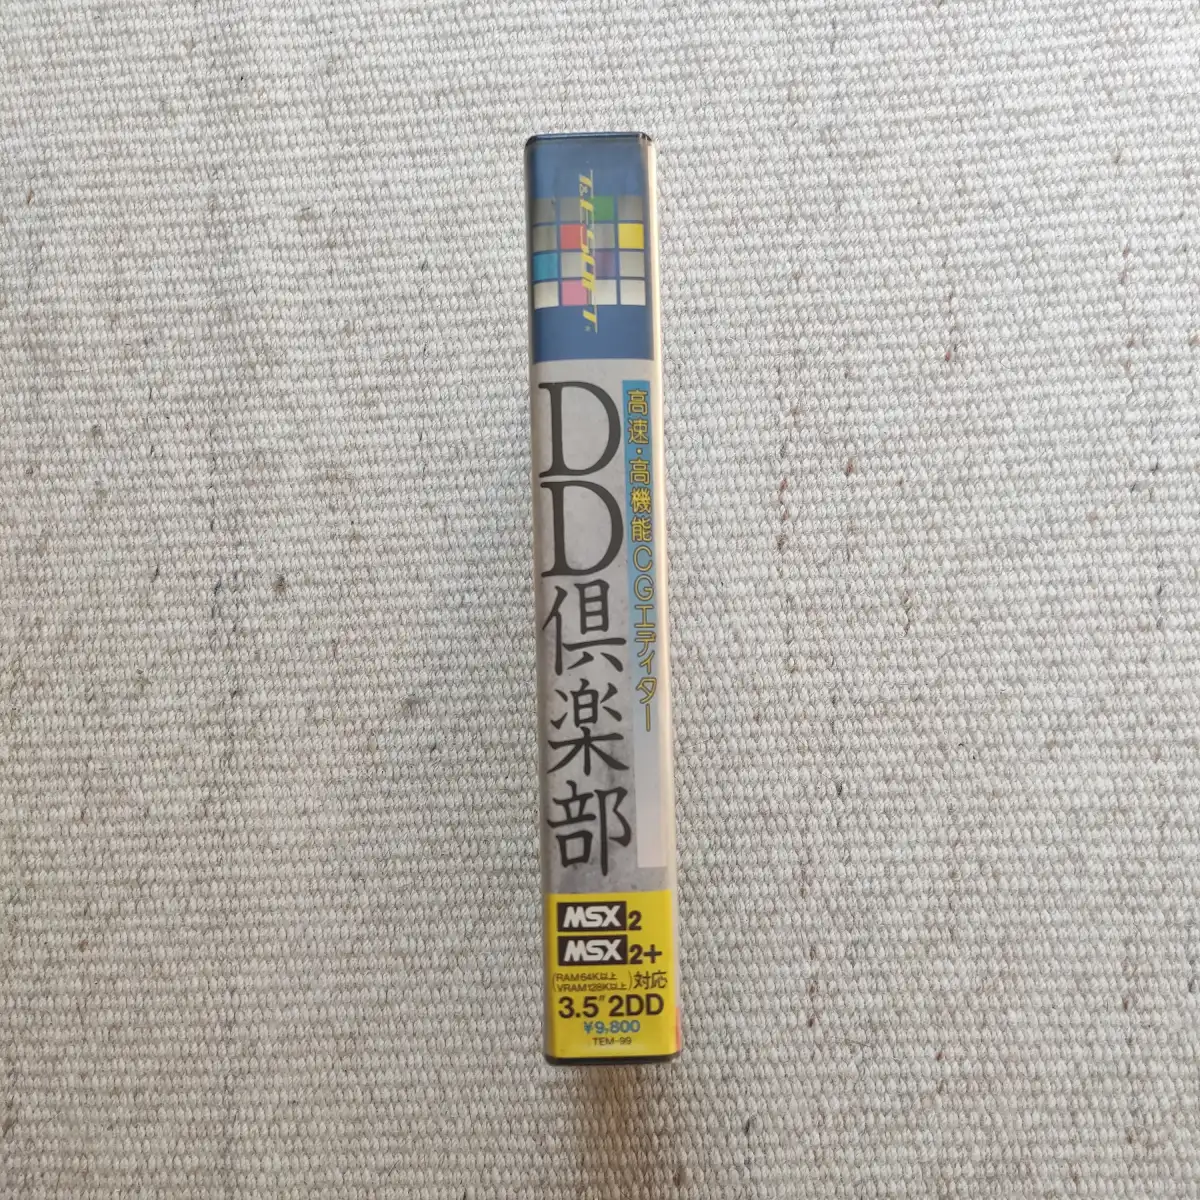 T&ESOFT
高速・高機能CGエディター
DD倶楽部
MSX2
MSX2+
(RAM64K以上
VRAM128K以上)対応
3.5"2DD
¥9,800
TEM-99